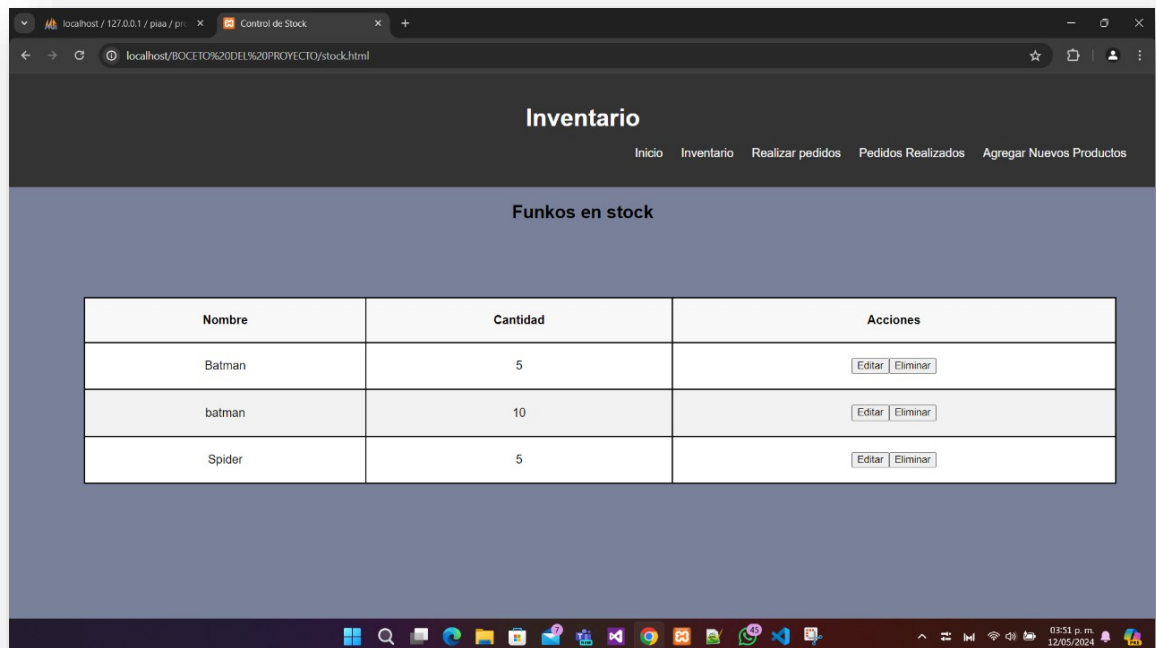 localhost / 127.0.0.1 / piaa / pr
Control de Stock
localhost/BOCETO%20DEL%20PROYECTO/stock.html
Inventario
Inicio Inventario Realizar pedidos Pedidos Realizados Agregar Nuevos Productos
Funkos en stock
Nombre Cantidad Acciones
Batman 5 Editar Eliminar
batman 10 Editar Eliminar
Spider 5 Editar Eliminar
7
45
03:51 p. m.
12/05/2024